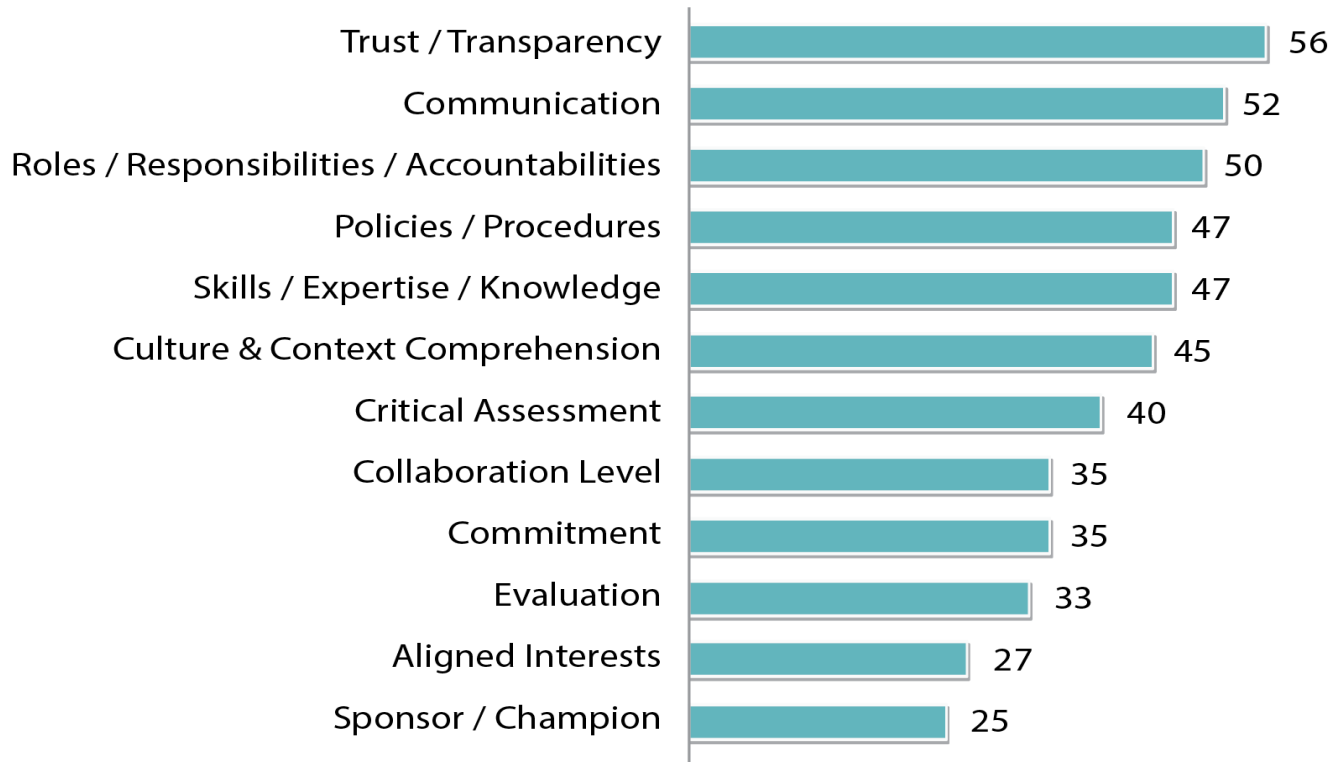 Trust / Transparency 56
Communication 52
Roles / Responsibilities / Accountabilities 50
Policies / Procedures 47
Skills / Expertise / Knowledge 47
Culture & Context Comprehension 45
Critical Assessment 40
Collaboration Level 35
Commitment 35
Evaluation 33
Aligned Interests 27
Sponsor / Champion 25